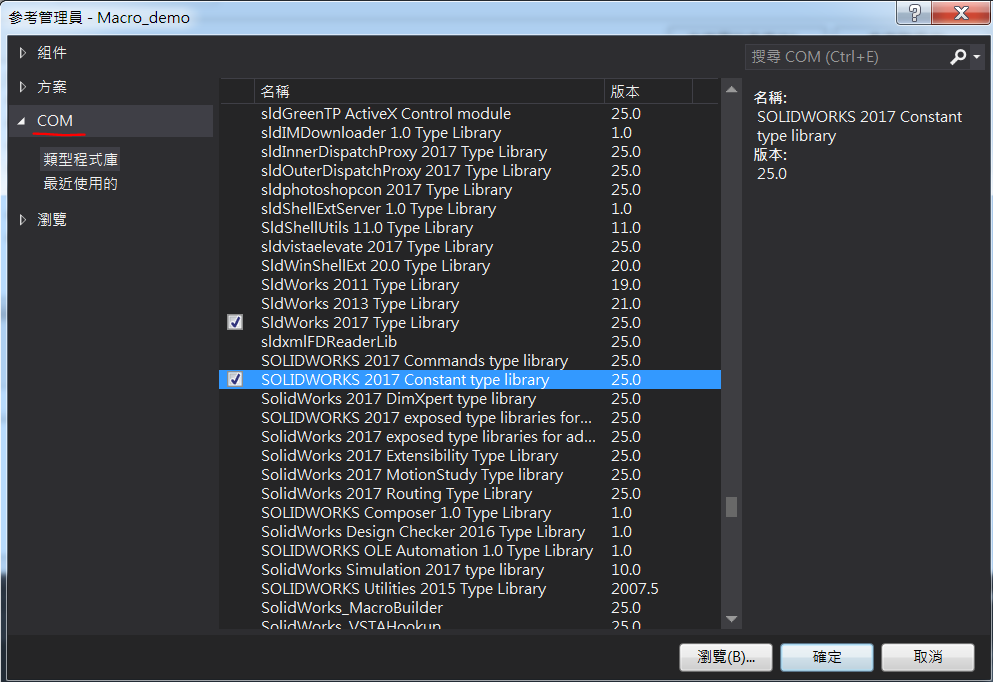 參考管理員 - Macro_demo
組件
方案
COM
類型程式庫
最近使用的
瀏覽
搜尋 COM (Ctrl+E)
名稱 版本
sldGreenTP ActiveX Control module 25.0
sldIMDownloader 1.0 Type Library 1.0
sldInnerDispatchProxy 2017 Type Library 25.0
sldOuterDispatchProxy 2017 Type Library 25.0
sldphotoshopcon 2017 Type Library 25.0
sldShellExtServer 1.0 Type Library 1.0
SldShellUtils 11.0 Type Library 11.0
sldvistaelevate 2017 Type Library 25.0
SldWinShellExt 20.0 Type Library 20.0
SldWorks 2011 Type Library 19.0
SldWorks 2013 Type Library 21.0
SldWorks 2017 Type Library 25.0
sldxmlFDReaderLib 25.0
SOLIDWORKS 2017 Commands type library 25.0
SOLIDWORKS 2017 Constant type library 25.0
SolidWorks 2017 DimXpert type library 25.0
SOLIDWORKS 2017 exposed type libraries for... 25.0
SolidWorks 2017 exposed type libraries for ad... 25.0
SolidWorks 2017 Extensibility Type Library 25.0
SolidWorks 2017 MotionStudy Type library 25.0
SolidWorks 2017 Routing Type Library 25.0
SOLIDWORKS Composer 1.0 Type Library 1.0
SolidWorks Design Checker 2016 Type Library 1.0
SOLIDWORKS OLE Automation 1.0 Type Library 1.0
SolidWorks Simulation 2017 type library 10.0
SOLIDWORKS Utilities 2015 Type Library 2007.5
SolidWorks_MacroBuilder 25.0
SolidWorks_VSTAHookup 25.0
名稱:
SOLIDWORKS 2017 Constant
type library
版本:
25.0
瀏覽(B)... 確定 取消